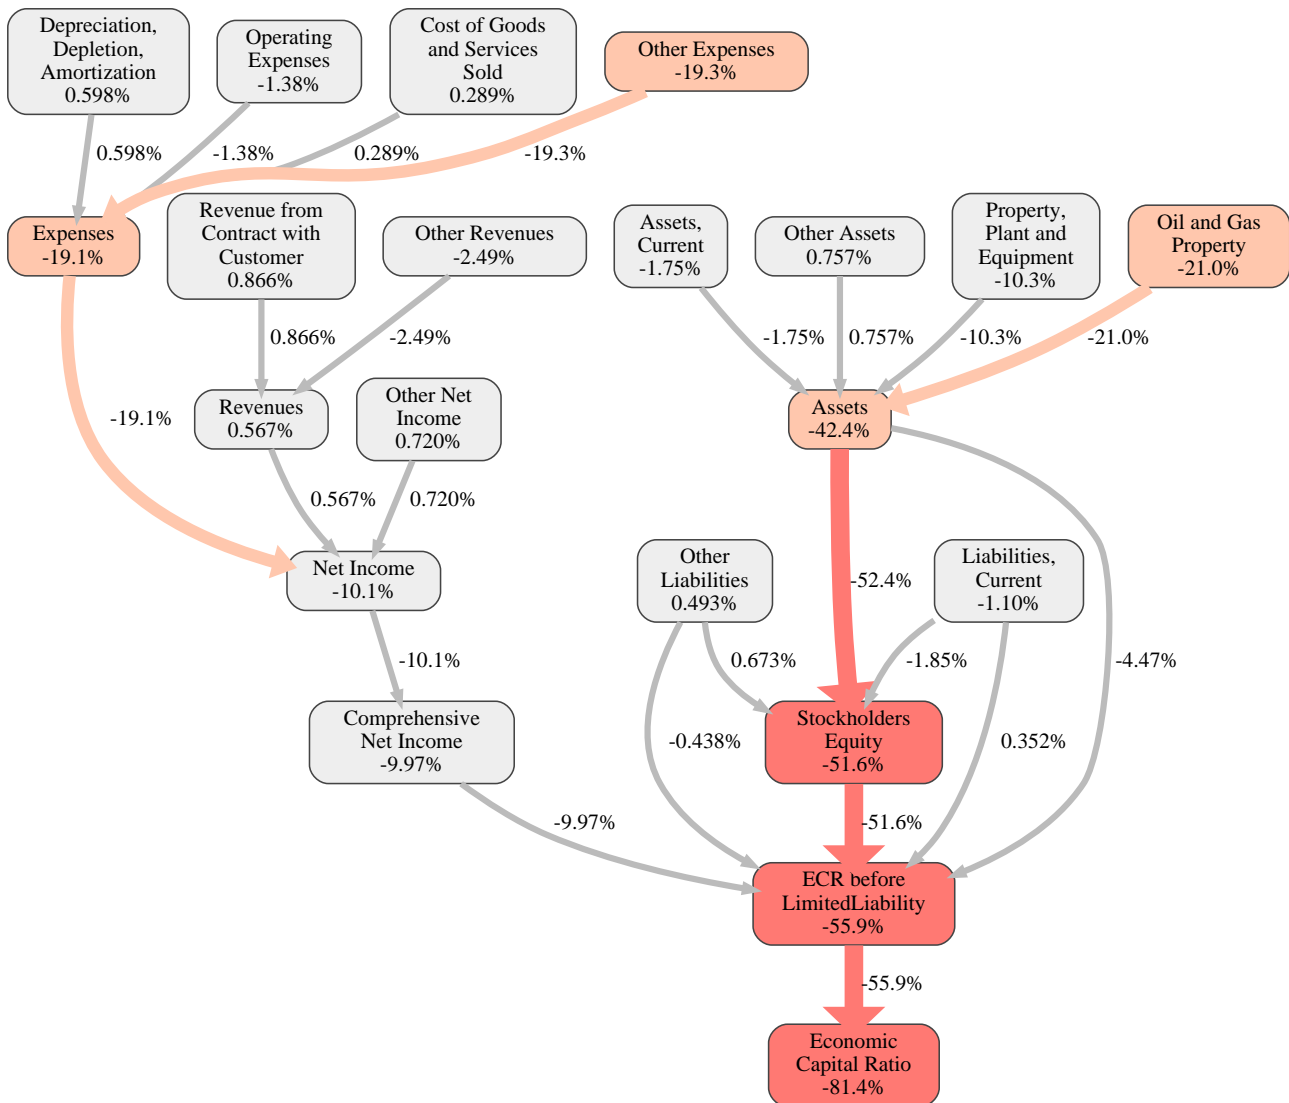 Depreciation,
Depletion,
Amortization
0.598%
Operating
Expenses
-1.38%
Cost of Goods
and Services
Sold
0.289%
Other Expenses
-19.3%
0.598%
-1.38%
0.289%
-19.3%
Expenses
-19.1%
Revenue from
Contract with
Customer
0.866%
Other Revenues
-2.49%
Assets,
Current
-1.75%
Other Assets
0.757%
Property,
Plant and
Equipment
-10.3%
Oil and Gas
Property
-21.0%
0.866%
-2.49%
-1.75%
0.757%
-10.3%
-21.0%
-19.1%
Revenues
0.567%
Other Net
Income
0.720%
Assets
-42.4%
0.567%
0.720%
Net Income
-10.1%
Other
Liabilities
0.493%
-52.4%
Liabilities,
Current
-1.10%
-10.1%
0.673%
-1.85%
-4.47%
Comprehensive
Net Income
-9.97%
-0.438%
Stockholders
Equity
-51.6%
0.352%
-9.97%
-51.6%
ECR before
LimitedLiability
-55.9%
-55.9%
Economic
Capital Ratio
-81.4%